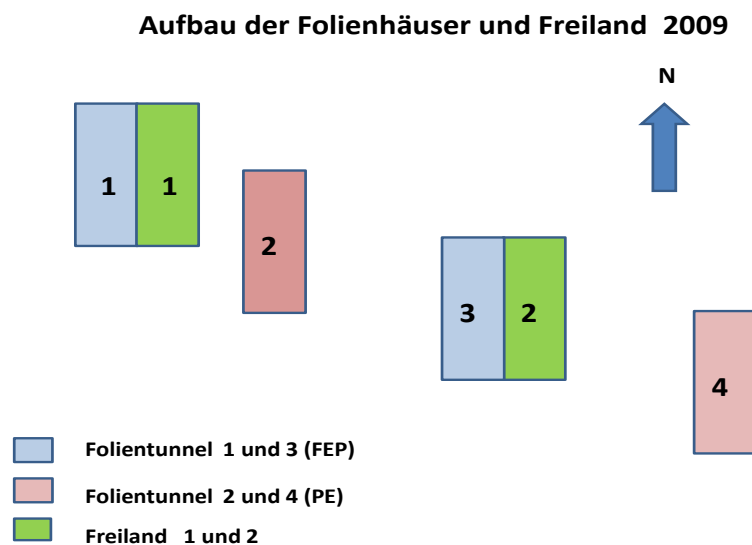 Aufbau der Folienhäuser und Freiland 2009
N
1 1
2
3 2
4
Folientunnel 1 und 3 (FEP)
Folientunnel 2 und 4 (PE)
Freiland 1 und 2